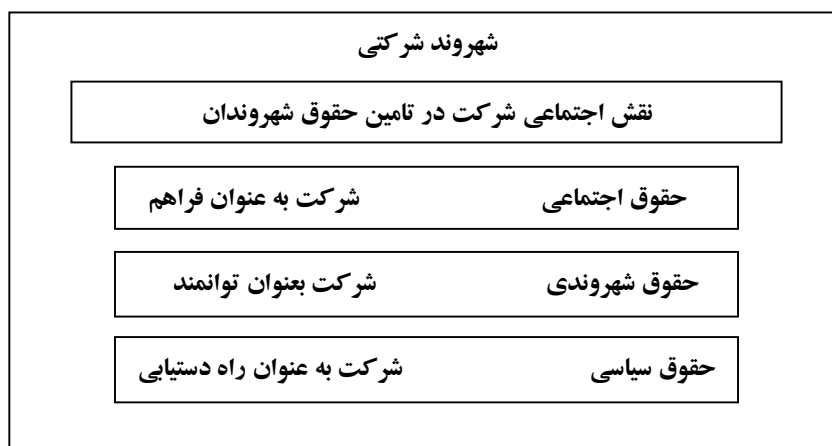 شهروند شرکتی
نقش اجتماعی شرکت در تامین حقوق شهروندان
حقوق اجتماعی شرکت به عنوان فراهم
حقوق شهروندی شرکت بعنوان توانمند
حقوق سیاسی شرکت به عنوان راه دستیابی